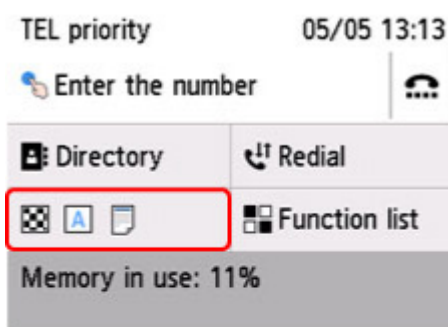 TEL priority 05/05 13:13
Enter the number
Directory Redial
A Function list
Memory in use: 11%